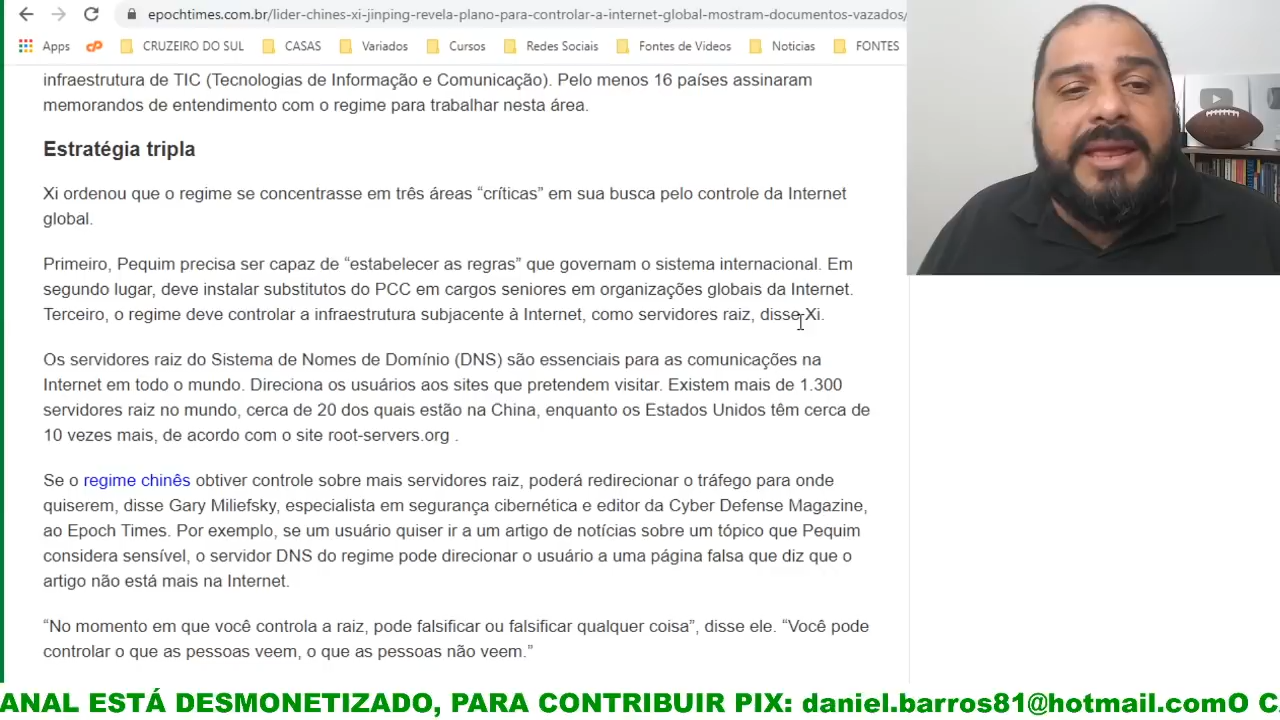 epochtimes.com.br/lider-chines-xi-jinping-revela-plano-para-controlar-a-internet-global-mostram-documentos-vazados/
Apps CRUZEIRO DO SUL CASAS Variados Cursos Redes Sociais Fontes de Videos Noticias FONTES
infraestrutura de TIC (Tecnologias de Informação e Comunicação). Pelo menos 16 países assinaram
memorandos de entendimento com o regime para trabalhar nesta área.
Estratégia tripla
Xi ordenou que o regime se concentrasse em três áreas “críticas” em sua busca pelo controle da Internet
global.
Primeiro, Pequim precisa ser capaz de “estabelecer as regras” que governam o sistema internacional. Em
segundo lugar, deve instalar substitutos do PCC em cargos seniores em organizações globais da Internet.
Terceiro, o regime deve controlar a infraestrutura subjacente à Internet, como servidores raiz, disse Xi.
Os servidores raiz do Sistema de Nomes de Domínio (DNS) são essenciais para as comunicações na
Internet em todo o mundo. Direciona os usuários aos sites que pretendem visitar. Existem mais de 1.300
servidores raiz no mundo, cerca de 20 dos quais estão na China, enquanto os Estados Unidos têm cerca de
10 vezes mais, de acordo com o site root-servers.org .
Se o regime chinês obtiver controle sobre mais servidores raiz, poderá redirecionar o tráfego para onde
quiserem, disse Gary Miliefsky, especialista em segurança cibernética e editor da Cyber Defense Magazine,
ao Epoch Times. Por exemplo, se um usuário quiser ir a um artigo de notícias sobre um tópico que Pequim
considera sensível, o servidor DNS do regime pode direcionar o usuário a uma página falsa que diz que o
artigo não está mais na Internet.
“No momento em que você controla a raiz, pode falsificar ou falsificar qualquer coisa”, disse ele. “Você pode
controlar o que as pessoas veem, o que as pessoas não veem.”
ANAL ESTÁ DESMONETIZADO, PARA CONTRIBUIR PIX: daniel.barros81@hotmail.comO CA